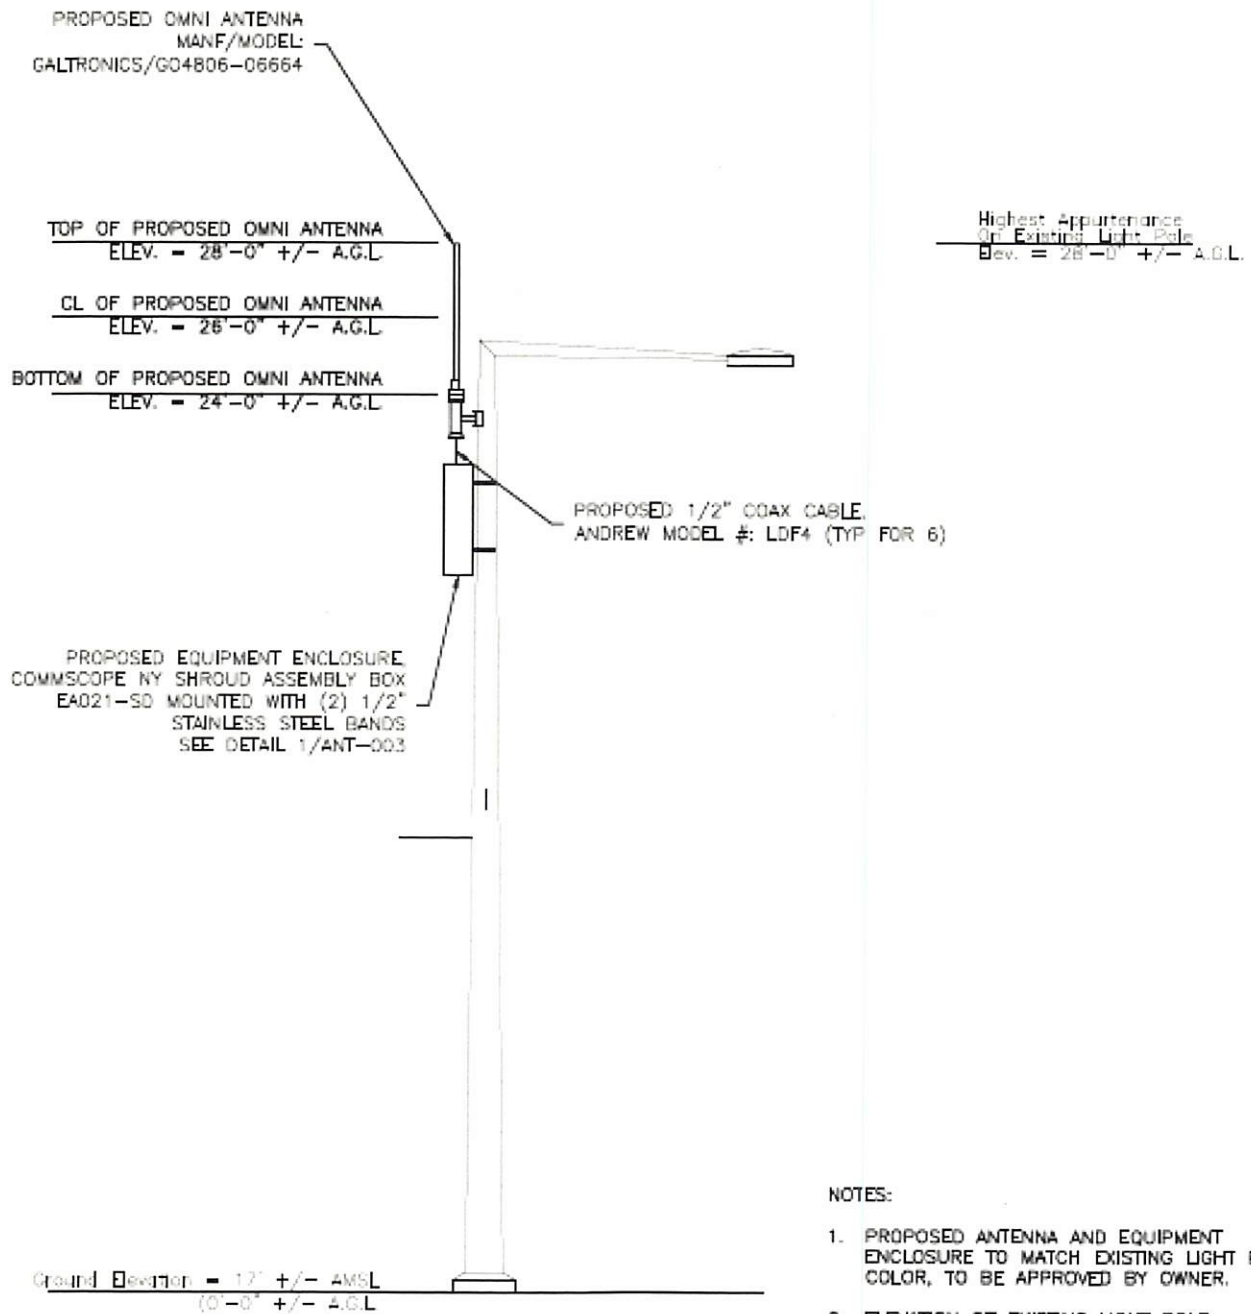 PROPOSED OMNI ANTENNA
MANF/MODEL:
GALTRONICS/GO4806-06664
TOP OF PROPOSED OMNI ANTENNA
ELEV. = 28'-0" +/- A.G.L.
Highest Appurtenance
On Existing Light Pole
Elev. = 28'-0" +/- A.G.L.
CL OF PROPOSED OMNI ANTENNA
ELEV. = 26'-0" +/- A.G.L.
BOTTOM OF PROPOSED OMNI ANTENNA
ELEV. = 24'-0" +/- A.G.L.
PROPOSED 1/2" COAX CABLE,
ANDREW MODEL #: LDF4 (TYP FOR 6)
PROPOSED EQUIPMENT ENCLOSURE,
COMMSCOPE NY SHROUD ASSEMBLY BOX
EA021-SD MOUNTED WITH (2) 1/2"
STAINLESS STEEL BANDS
SEE DETAIL 1/ANT-003
NOTES:
1. PROPOSED ANTENNA AND EQUIPMENT
ENCLOSURE TO MATCH EXISTING LIGHT
COLOR, TO BE APPROVED BY OWNER.
Ground Elevation = 17' +/- AMSL
(0'-0" +/- A.G.L.